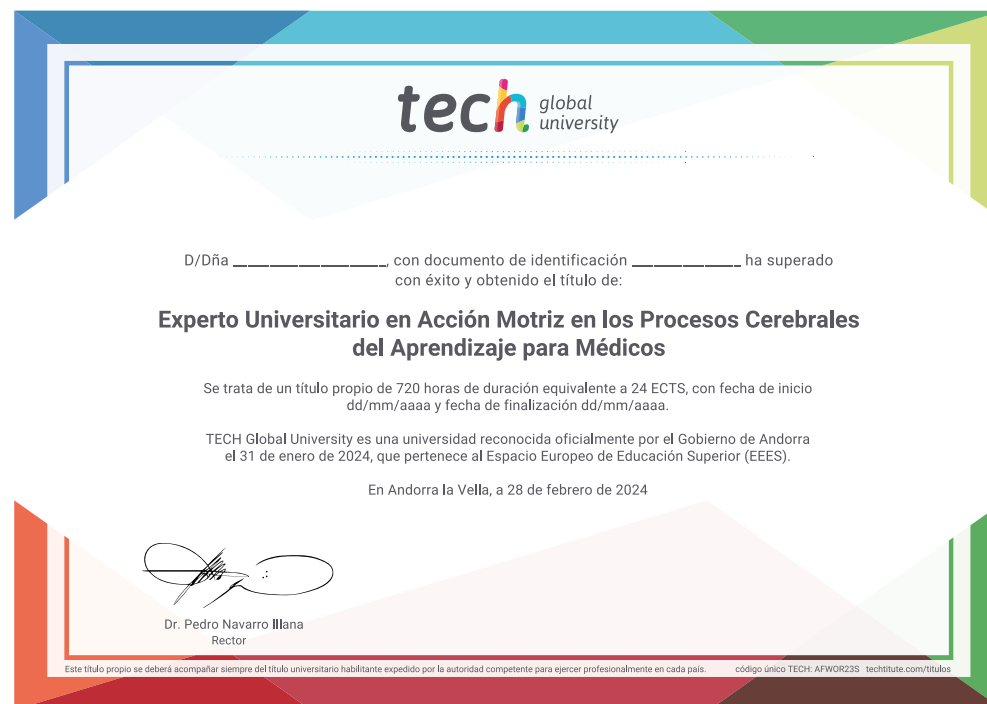 tech global university
D/Dña ______________________, con documento de identificación ________________ ha superado
con éxito y obtenido el título de:
Experto Universitario en Acción Motriz en los Procesos Cerebrales
del Aprendizaje para Médicos
Se trata de un título propio de 720 horas de duración equivalente a 24 ECTS, con fecha de inicio
dd/mm/aaaa y fecha de finalización dd/mm/aaaa.
TECH Global University es una universidad reconocida oficialmente por el Gobierno de Andorra
el 31 de enero de 2024, que pertenece al Espacio Europeo de Educación Superior (EEES).
En Andorra la Vella, a 28 de febrero de 2024
Dr. Pedro Navarro Illana
Rector
Este título propio se deberá acompañar siempre del título universitario habilitante expedido por la autoridad competente para ejercer profesionalmente en cada país. código único TECH: AFWOR23S techtitute.com/titulos